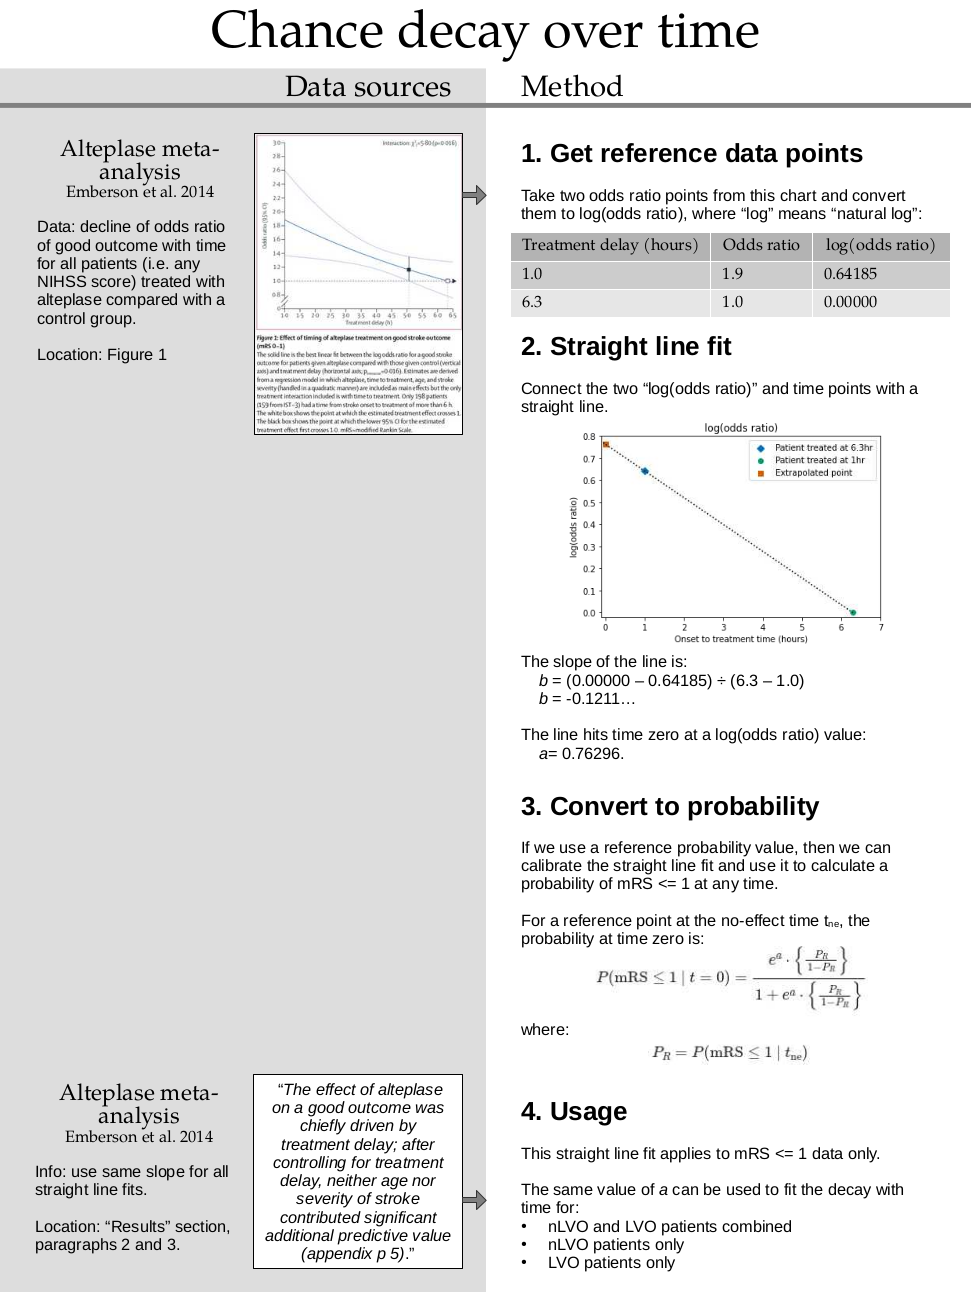 Chance decay over time
Data sources
Method
Alteplase meta-
analysis
Emberson et al. 2014
Data: decline of odds ratio
of good outcome with time
for all patients (i.e. any
NIHSS score) treated with
alteplase compared with a
control group.
Location: Figure 1
Interaction: χ²₁=5·80 (p=0·016)
Odds ratio (95% CI)
3·0
2·8
2·6
2·4
2·2
2·0
1·8
1·6
1·4
1·2
1·0
0·8
0
1·0 1·5 2·0 2·5 3·0 3·5 4·0 4·5 5·0 5·5 6·0 6·5
Treatment delay (h)
Figure 1: Effect of timing of alteplase treatment on good stroke outcome
(mRS 0–1)
The solid line is the best linear fit between the log odds ratio for a good stroke
outcome for patients given alteplase compared with those given control (vertical
axis) and treatment delay (horizontal axis; =0·016). Estimates are derived
from a regression model in which alteplase, time to treatment, age, and stroke
severity (handled in a quadratic manner) are included as main effects but the only
treatment interaction included is with time to treatment. Only 198 patients
(159 from IST-3) had a time from stroke onset to treatment of more than 6 h.
The white box shows the point at which the estimated treatment effect crosses 1.
The black box shows the point at which the lower 95% CI for the estimated
treatment effect first crosses 1·0. mRS=modified Rankin Scale.
1. Get reference data points
Take two odds ratio points from this chart and convert
them to log(odds ratio), where “log” means “natural log”:
Treatment delay (hours) Odds ratio log(odds ratio)
1.0 1.9 0.64185
6.3 1.0 0.00000
2. Straight line fit
Connect the two “log(odds ratio)” and time points with a
straight line.
log(odds ratio)
log(odds ratio)
0.8
0.7
0.6
0.5
0.4
0.3
0.2
0.1
0.0
Patient treated at 6.3hr
Patient treated at 1hr
Extrapolated point
0 1 2 3 4 5 6 7
Onset to treatment time (hours)
The slope of the line is:
b = (0.00000 – 0.64185) ÷ (6.3 – 1.0)
b = -0.1211…
The line hits time zero at a log(odds ratio) value:
a= 0.76296.
3. Convert to probability
If we use a reference probability value, then we can
calibrate the straight line fit and use it to calculate a
probability of mRS <= 1 at any time.
For a reference point at the no-effect time tₙₑ, the
probability at time zero is:
P(mRS ≤ 1 | t = 0) = e^a · {P_R / 1−P_R} / 1 + e^a · {P_R / 1−P_R}
where:
P_R = P(mRS ≤ 1 | t_ne)
Alteplase meta-
analysis
Emberson et al. 2014
Info: use same slope for all
straight line fits.
Location: “Results” section,
paragraphs 2 and 3.
“The effect of alteplase
on a good outcome was
chiefly driven by
treatment delay; after
controlling for treatment
delay, neither age nor
severity of stroke
contributed significant
additional predictive value
(appendix p 5).”
4. Usage
This straight line fit applies to mRS <= 1 data only.
The same value of a can be used to fit the decay with
time for:
• nLVO and LVO patients combined
• nLVO patients only
• LVO patients only